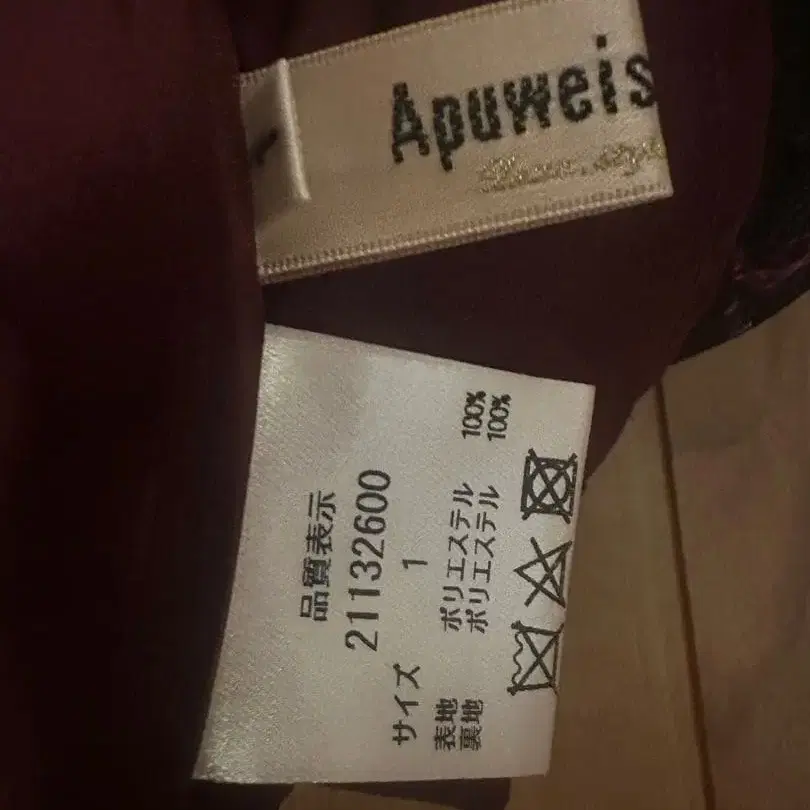 Apuweis
品質表示
21132600
サイズ 1
表地 ポリエステル 100%
裏地 ポリエステル 100%